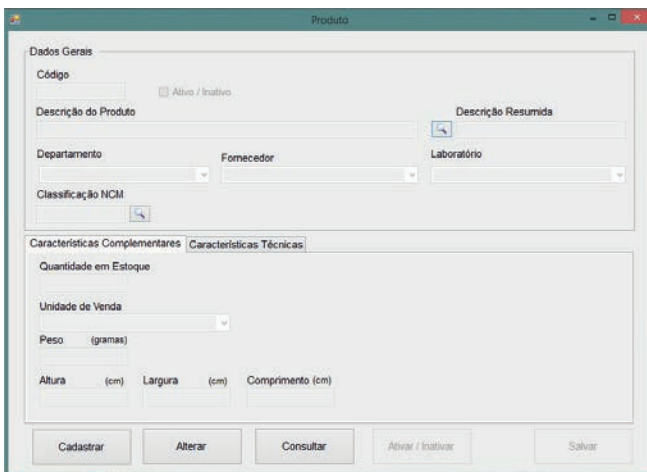 Produto
Dados Gerais
Código
Ativo / Inativo
Descrição do Produto Descrição Resumida
Departamento Fornecedor Laboratório
Classificação NCM
Características Complementares Características Técnicas
Quantidade em Estoque
Unidade de Venda
Peso (gramas)
Altura (cm) Largura (cm) Comprimento (cm)
Cadastrar Alterar Consultar Ativar / Inativar Salvar